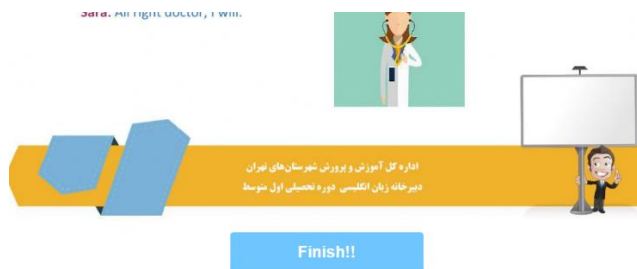 Sara: All right doctor, I will.
اداره کل آموزش و پرورش شهرستان‌های تهران
دبیرخانه زبان انگلیسی دوره تحصیلی اول متوسط
Finish!!